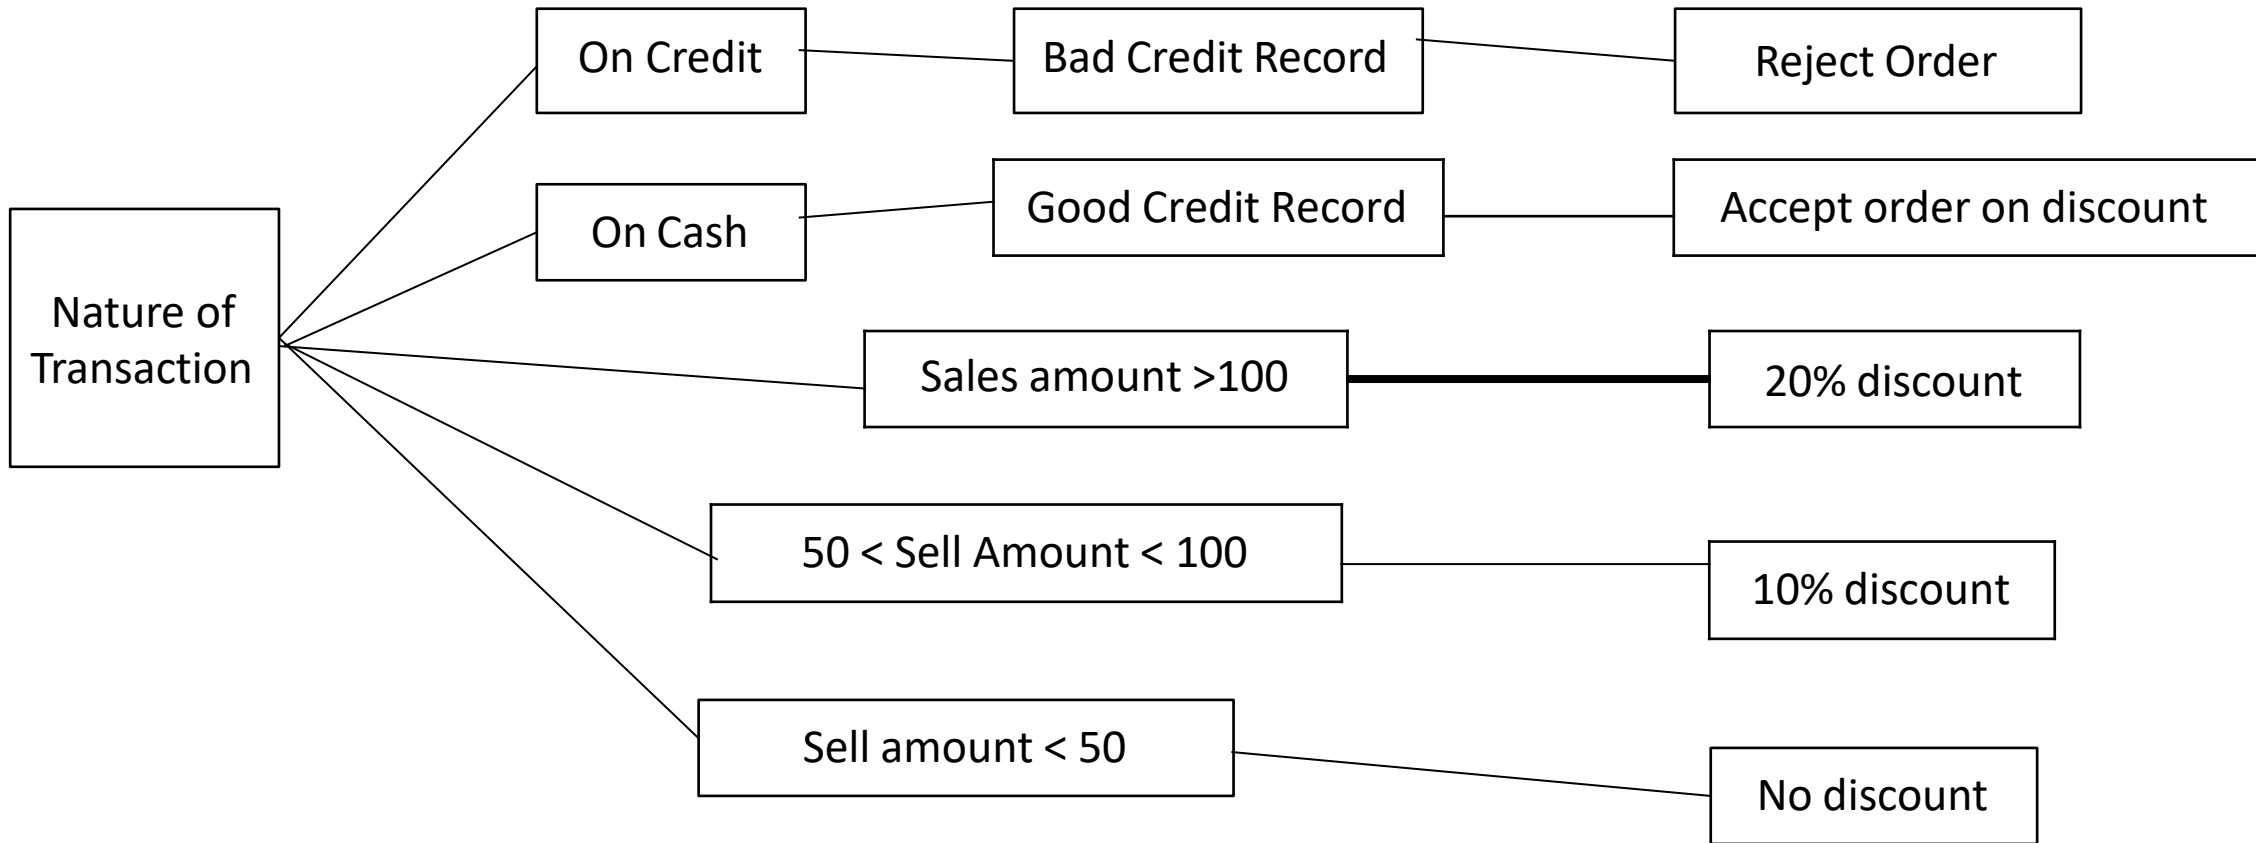 On Credit
Bad Credit Record
Reject Order
On Cash
Good Credit Record
Accept order on discount
Nature of
Transaction
Sales amount >100
20% discount
50 < Sell Amount < 100
10% discount
Sell amount < 50
No discount